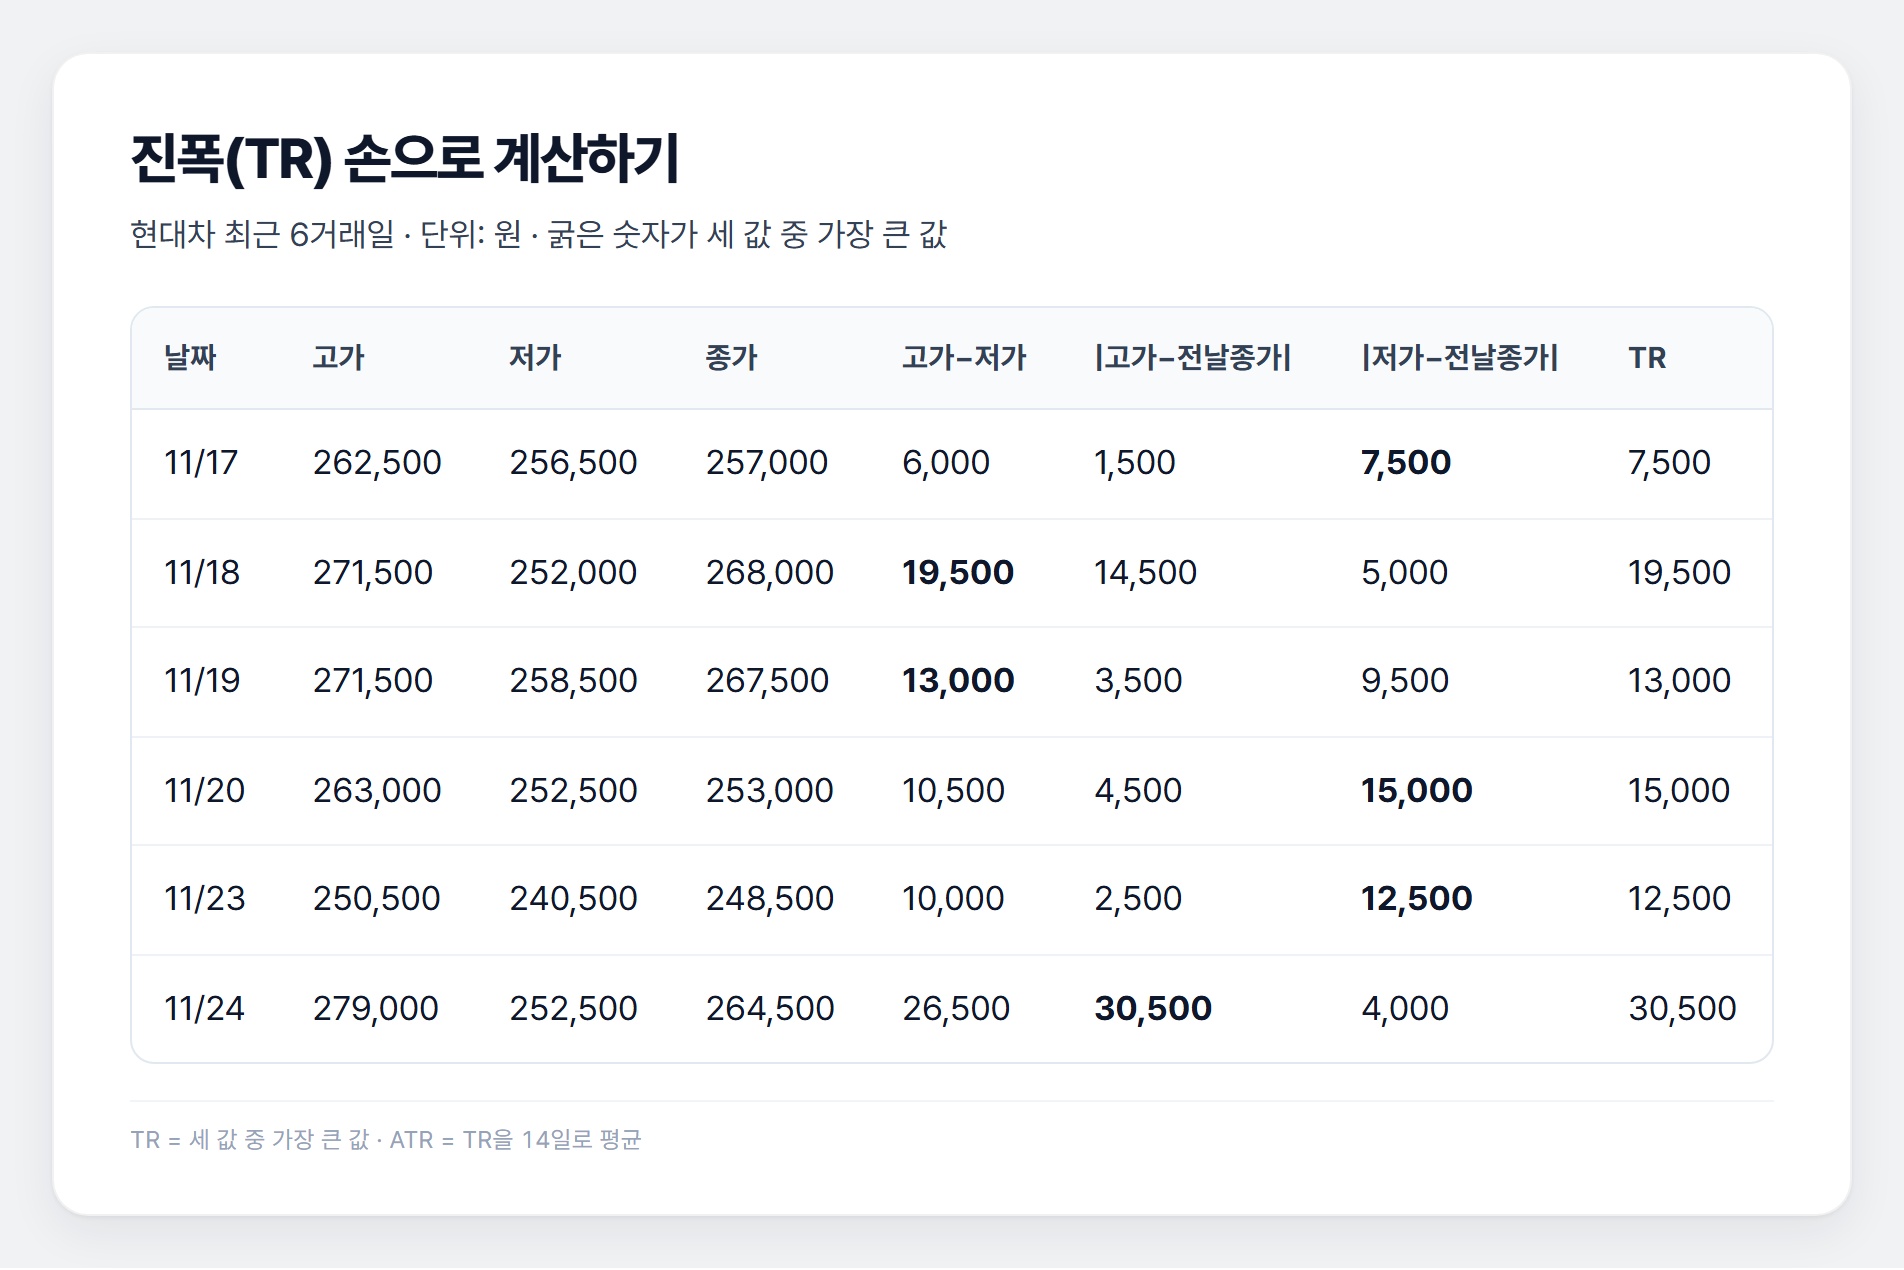 진폭(TR) 손으로 계산하기
현대차 최근 6거래일 · 단위: 원 · 굵은 숫자가 세 값 중 가장 큰 값
날짜 고가 저가 종가 고가−저가 |고가−전날종가| |저가−전날종가| TR
11/17 262,500 256,500 257,000 6,000 1,500 7,500 7,500
11/18 271,500 252,000 268,000 19,500 14,500 5,000 19,500
11/19 271,500 258,500 267,500 13,000 3,500 9,500 13,000
11/20 263,000 252,500 253,000 10,500 4,500 15,000 15,000
11/23 250,500 240,500 248,500 10,000 2,500 12,500 12,500
11/24 279,000 252,500 264,500 26,500 30,500 4,000 30,500
TR = 세 값 중 가장 큰 값 · ATR = TR을 14일로 평균